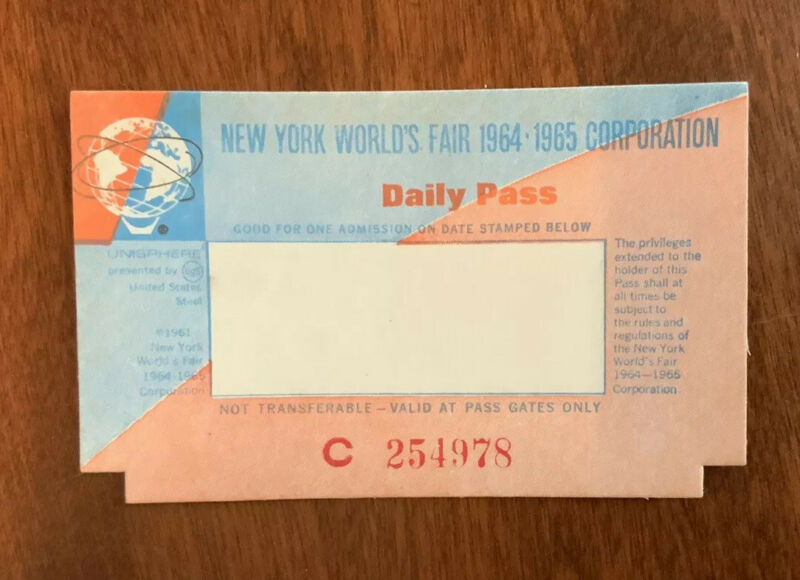 NEW YORK WORLD'S FAIR 1964·1965 CORPORATION
Daily Pass
GOOD FOR ONE ADMISSION ON DATE STAMPED BELOW
UNISPHERE
presented by USS
United States
Steel
©1961
New York
World's Fair
1964-1965
Corporation
The privileges
extended to the
holder of this
Pass shall at
all times be
subject to
the rules and
regulations of
the New York
World's Fair
1964—1965
Corporation
NOT TRANSFERABLE—VALID AT PASS GATES ONLY
C 254978